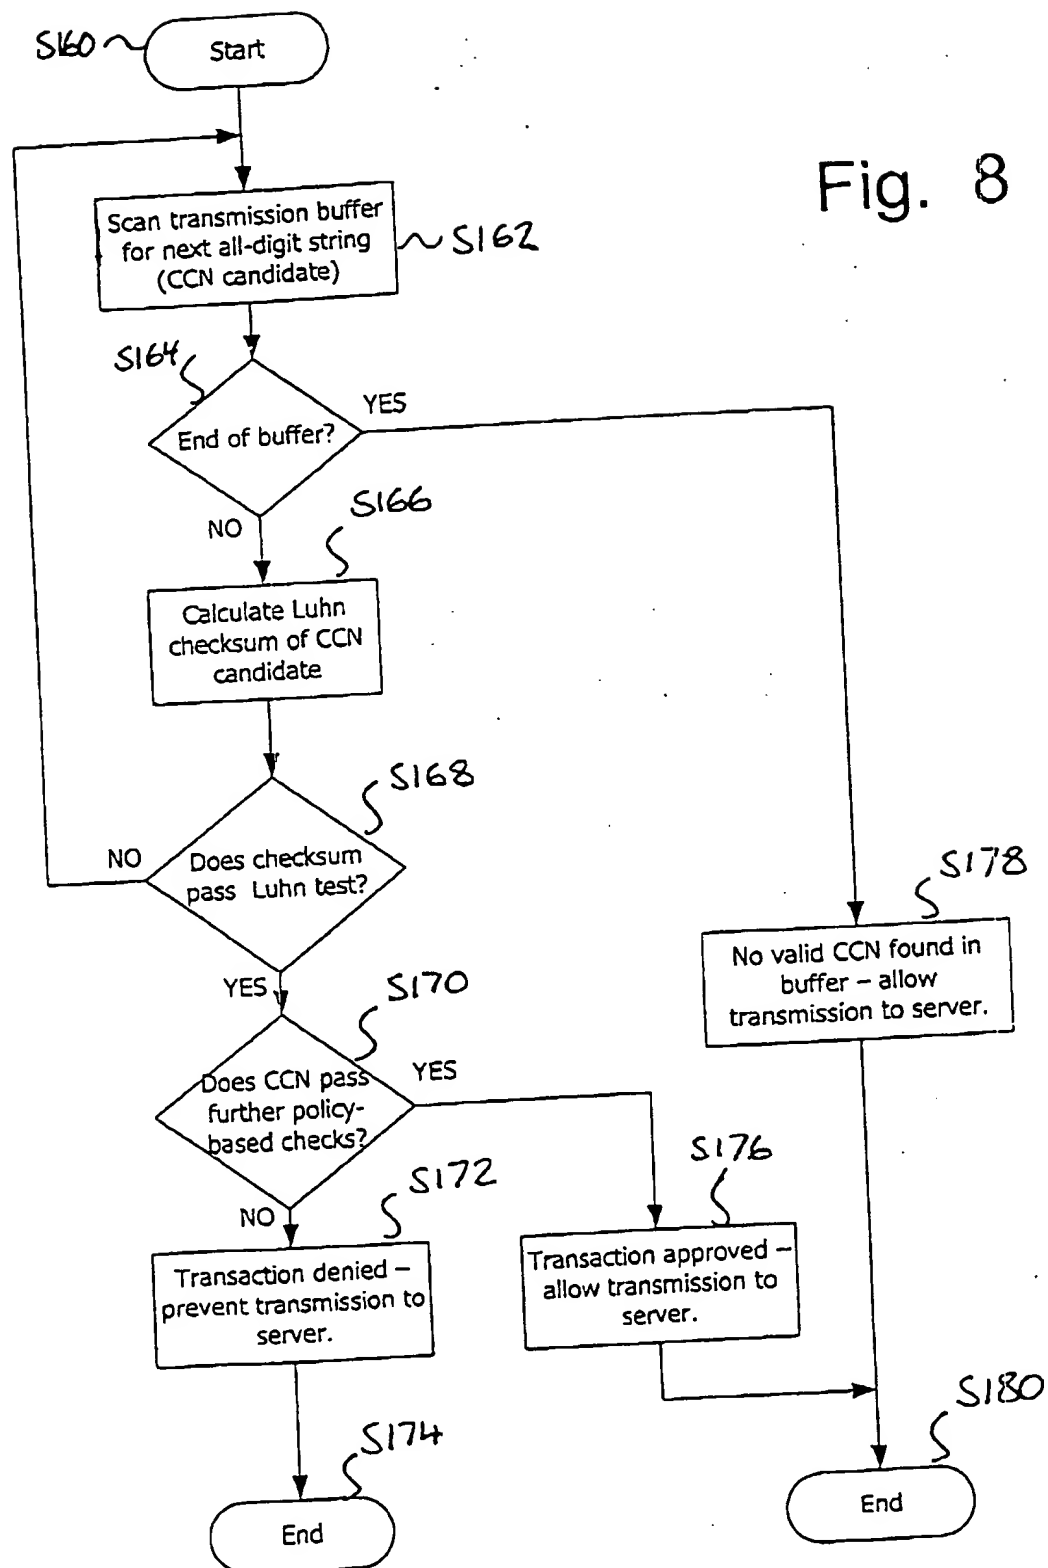 S160
Start
Fig. 8
Scan transmission buffer
for next all-digit string
(CCN candidate)
S162
S164
YES
End of buffer?
S166
NO
Calculate Luhn
checksum of CCN
candidate
S168
NO
Does checksum
pass Luhn test?
S178
No valid CCN found in
buffer – allow
transmission to server.
YES
S170
YES
Does CCN pass
further policy-
based checks?
S176
S172
NO
Transaction denied –
prevent transmission to
server.
Transaction approved –
allow transmission to
server.
S180
S174
End
End